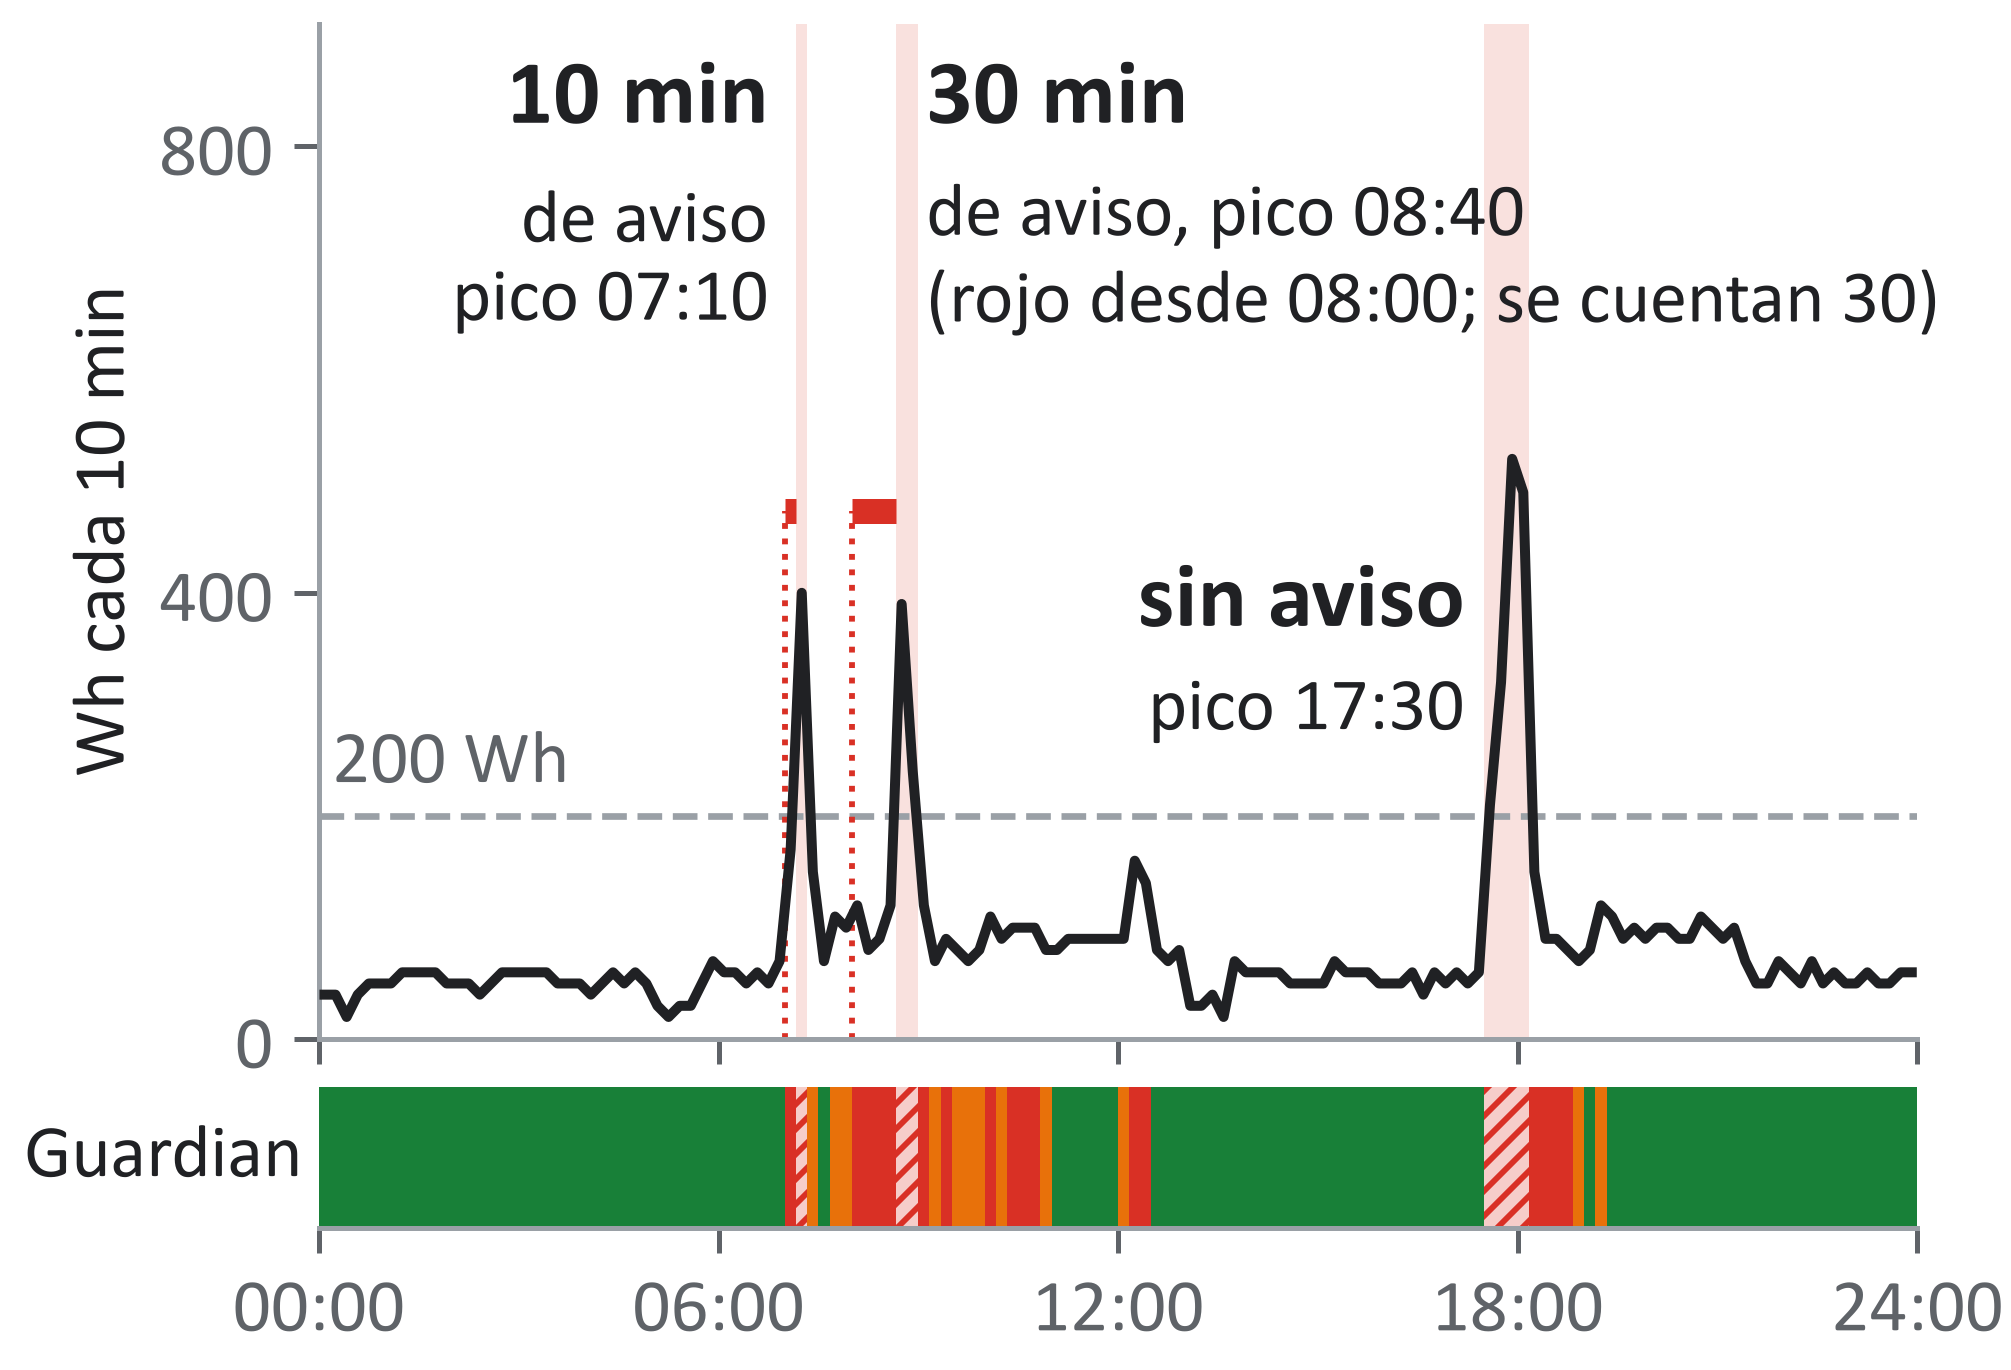 10 min
de aviso
pico 07:10
30 min
de aviso, pico 08:40
(rojo desde 08:00; se cuentan 30)
800
400
0
Wh cada 10 min
200 Wh
sin aviso
pico 17:30
Guardian
00:00
06:00
12:00
18:00
24:00